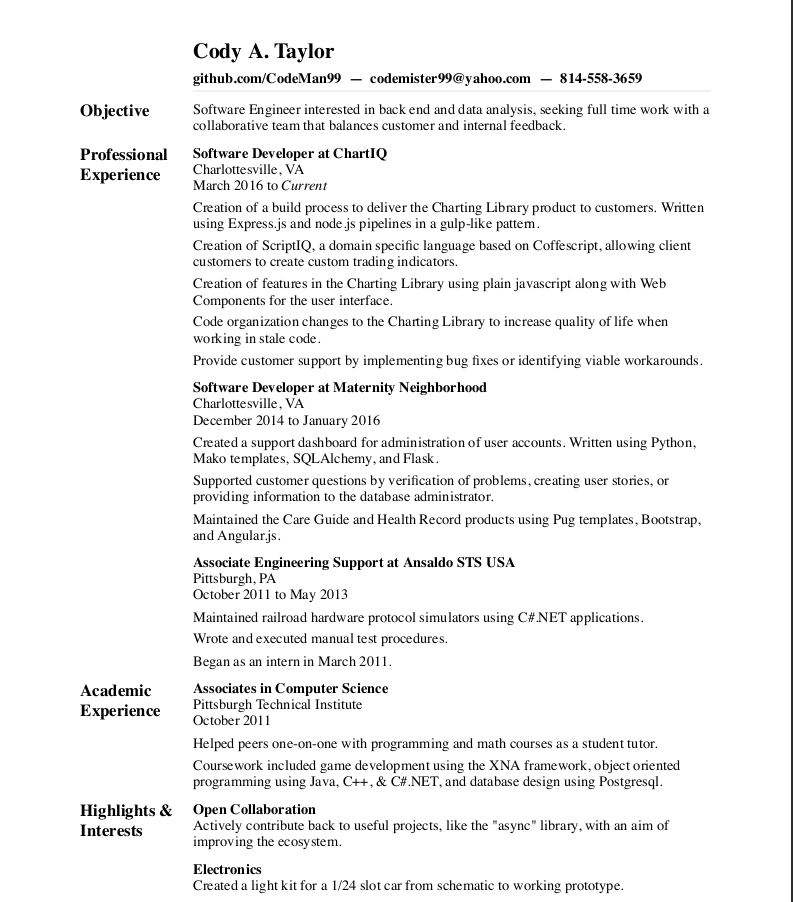 Cody A. Taylor
github.com/CodeMan99 — codemister99@yahoo.com — 814-558-3659
Objective
Software Engineer interested in back end and data analysis, seeking full time work with a
collaborative team that balances customer and internal feedback.
Professional
Experience
Software Developer at ChartIQ
Charlottesville, VA
March 2016 to Current
Creation of a build process to deliver the Charting Library product to customers. Written
using Express.js and node.js pipelines in a gulp-like pattern.
Creation of ScriptIQ, a domain specific language based on Coffescript, allowing client
customers to create custom trading indicators.
Creation of features in the Charting Library using plain javascript along with Web
Components for the user interface.
Code organization changes to the Charting Library to increase quality of life when
working in stale code.
Provide customer support by implementing bug fixes or identifying viable workarounds.
Software Developer at Maternity Neighborhood
Charlottesville, VA
December 2014 to January 2016
Created a support dashboard for administration of user accounts. Written using Python,
Mako templates, SQLAlchemy, and Flask.
Supported customer questions by verification of problems, creating user stories, or
providing information to the database administrator.
Maintained the Care Guide and Health Record products using Pug templates, Bootstrap,
and Angular.js.
Associate Engineering Support at Ansaldo STS USA
Pittsburgh, PA
October 2011 to May 2013
Maintained railroad hardware protocol simulators using C#.NET applications.
Wrote and executed manual test procedures.
Began as an intern in March 2011.
Academic
Experience
Associates in Computer Science
Pittsburgh Technical Institute
October 2011
Helped peers one-on-one with programming and math courses as a student tutor.
Coursework included game development using the XNA framework, object oriented
programming using Java, C++, & C#.NET, and database design using Postgresql.
Highlights &
Interests
Open Collaboration
Actively contribute back to useful projects, like the "async" library, with an aim of
improving the ecosystem.
Electronics
Created a light kit for a 1/24 slot car from schematic to working prototype.